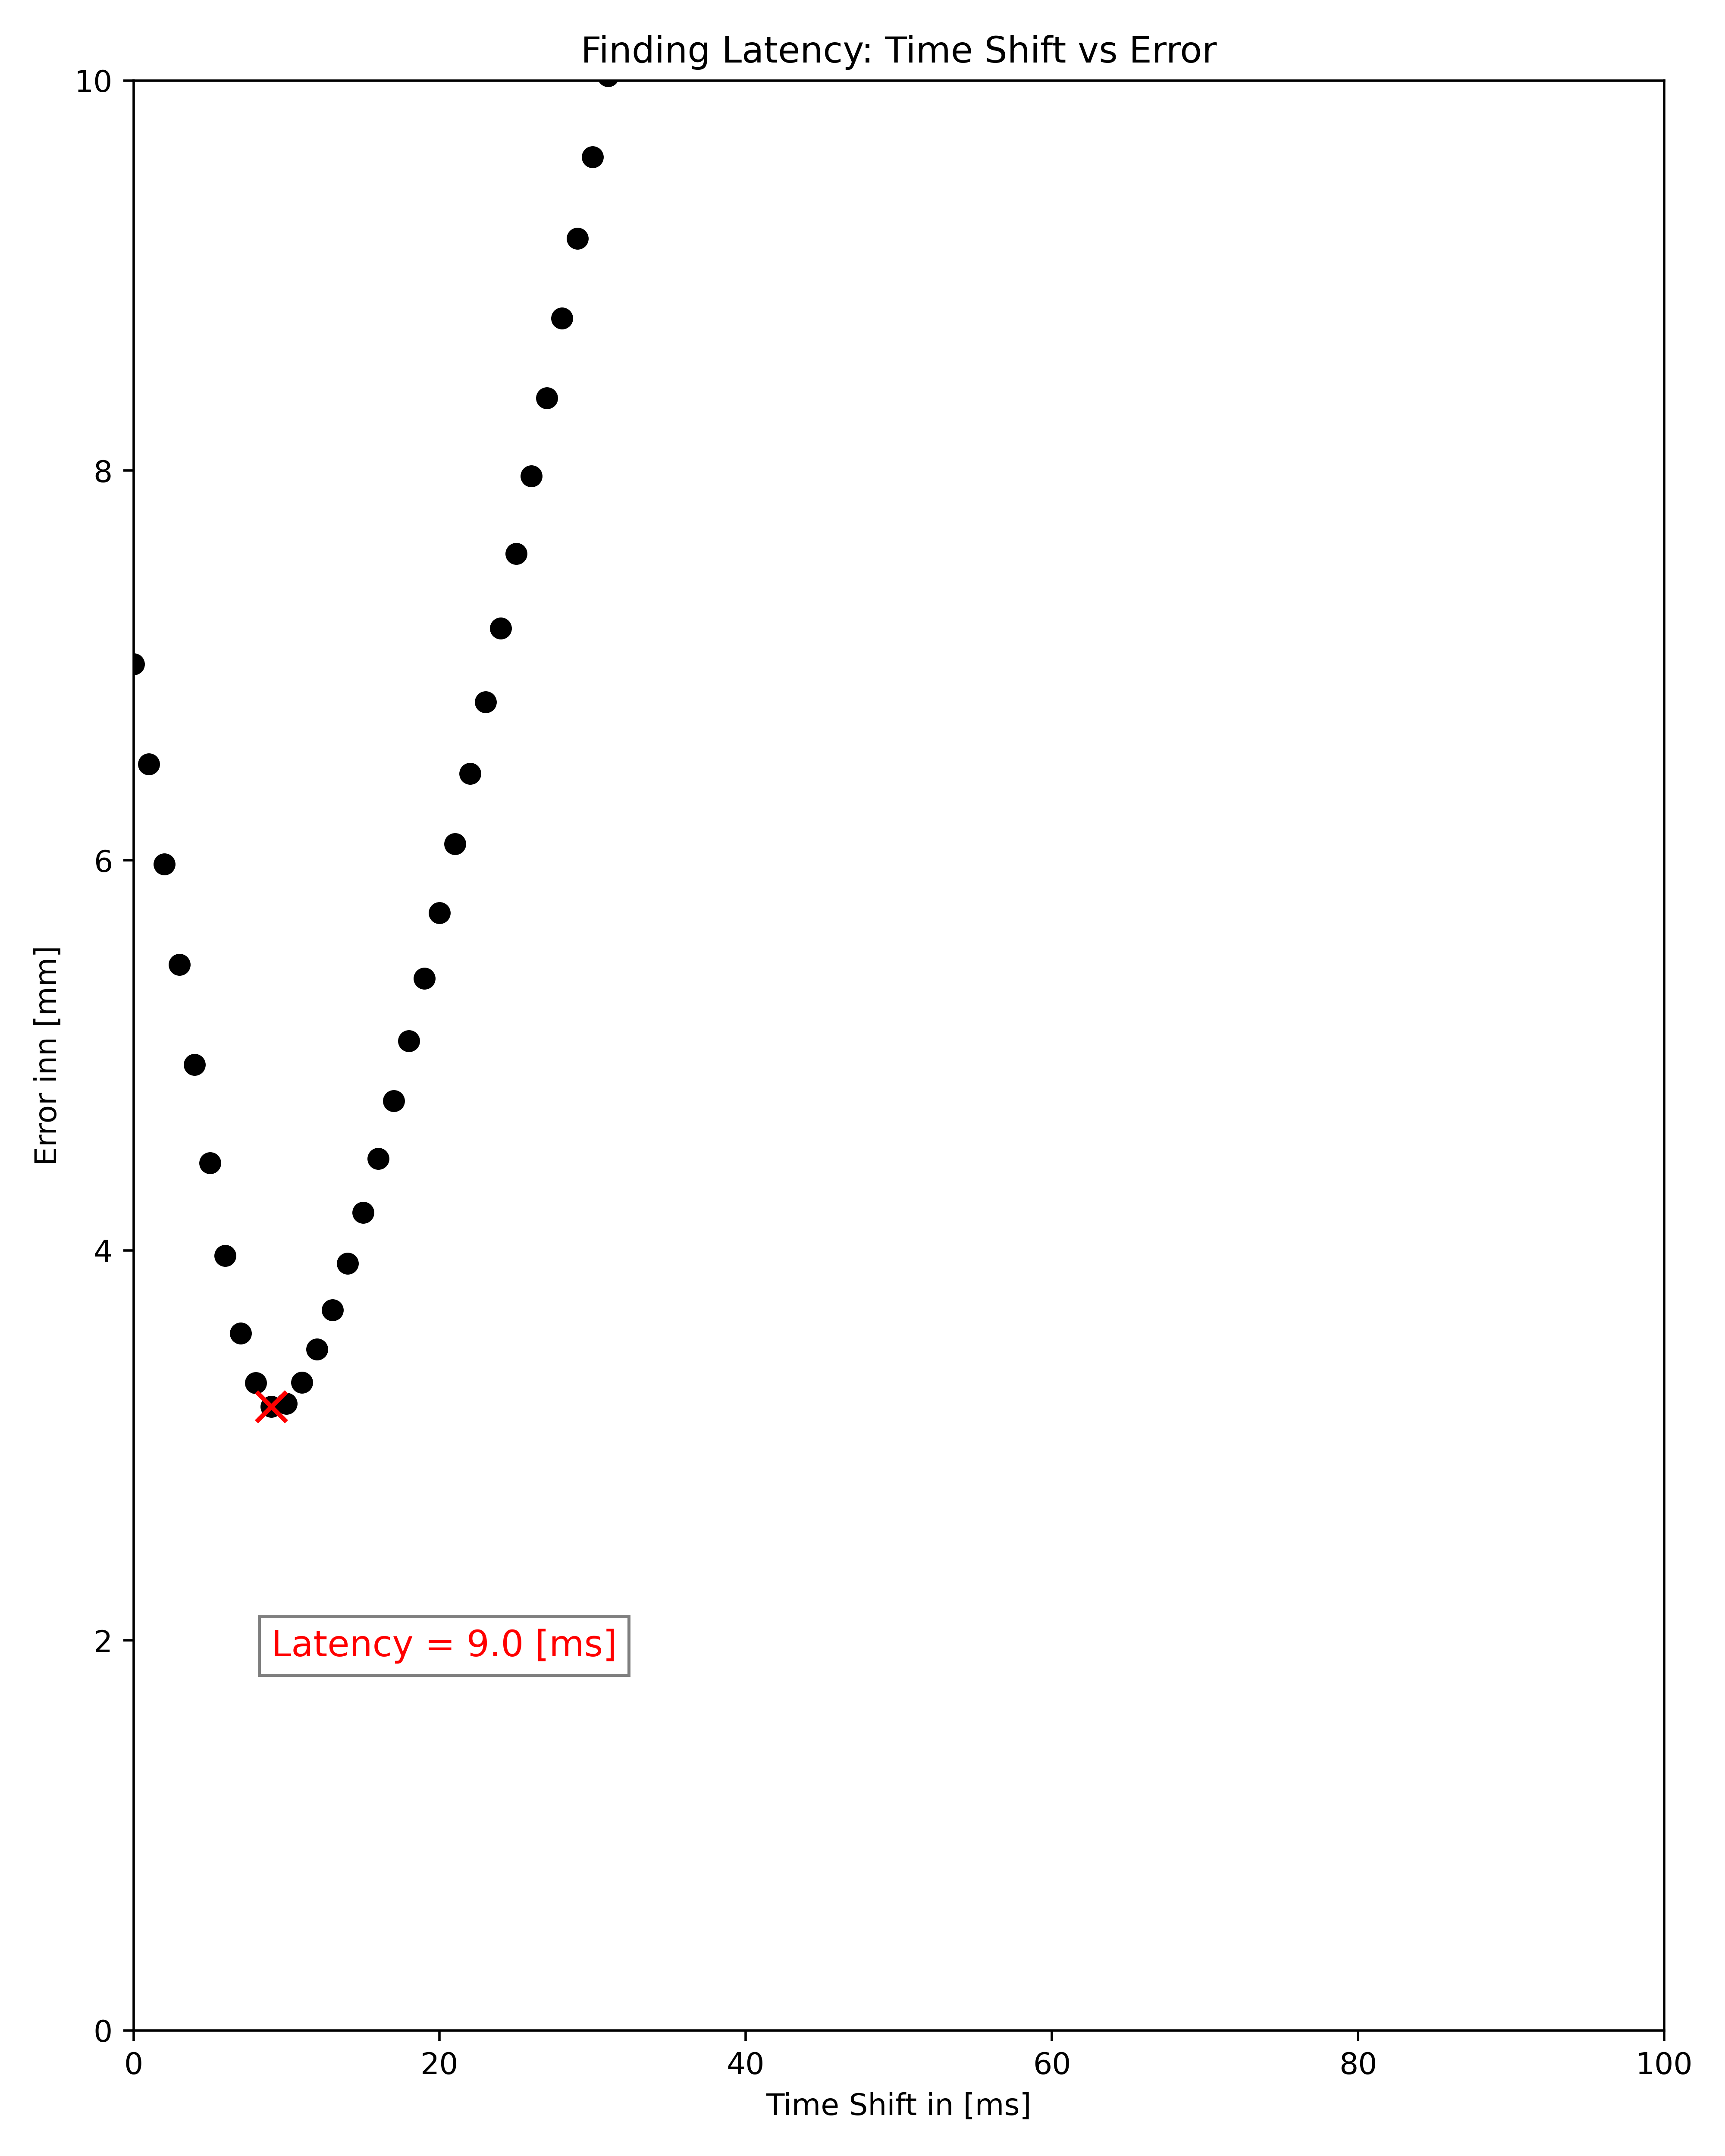 Finding Latency: Time Shift vs Error
10
8
6
4
2
0
Error inn [mm]
Latency = 9.0 [ms]
0 20 40 60 80 100
Time Shift in [ms]